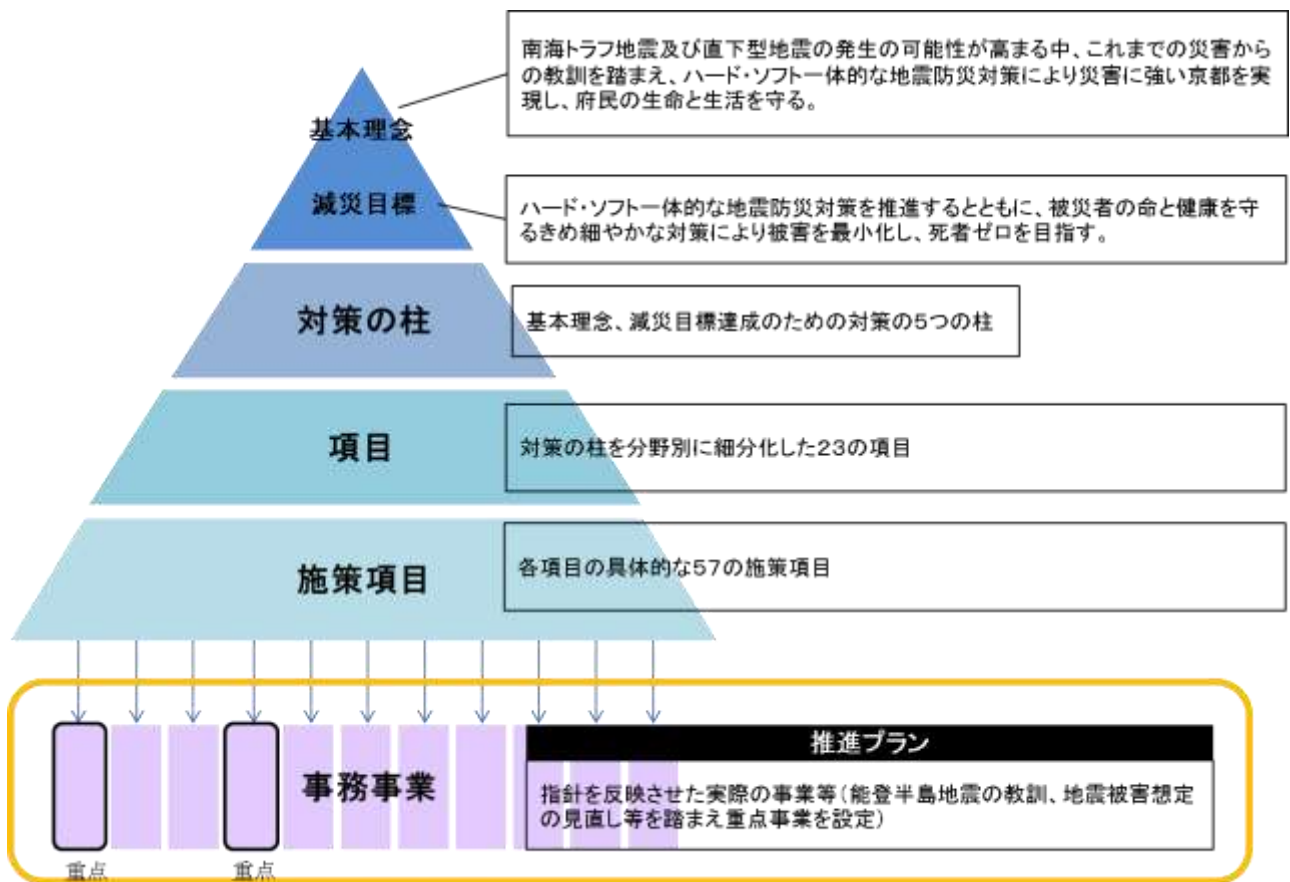 南海トラフ地震及び直下型地震の発生の可能性が高まる中、これまでの災害から
の教訓を踏まえ、ハード・ソフト一体的な地震防災対策により災害に強い京都を実
現し、府民の生命と生活を守る。
基本理念
減災目標
ハード・ソフト一体的な地震防災対策を推進するとともに、被災者の命と健康を守
るきめ細やかな対策により被害を最小化し、死者ゼロを目指す。
対策の柱
基本理念、減災目標達成のための対策の5つの柱
項目
対策の柱を分野別に細分化した23の項目
施策項目
各項目の具体的な57の施策項目
推進プラン
事務事業
指針を反映させた実際の事業等(能登半島地震の教訓、地震被害想定
の見直し等を踏まえ重点事業を設定)
重点
重点